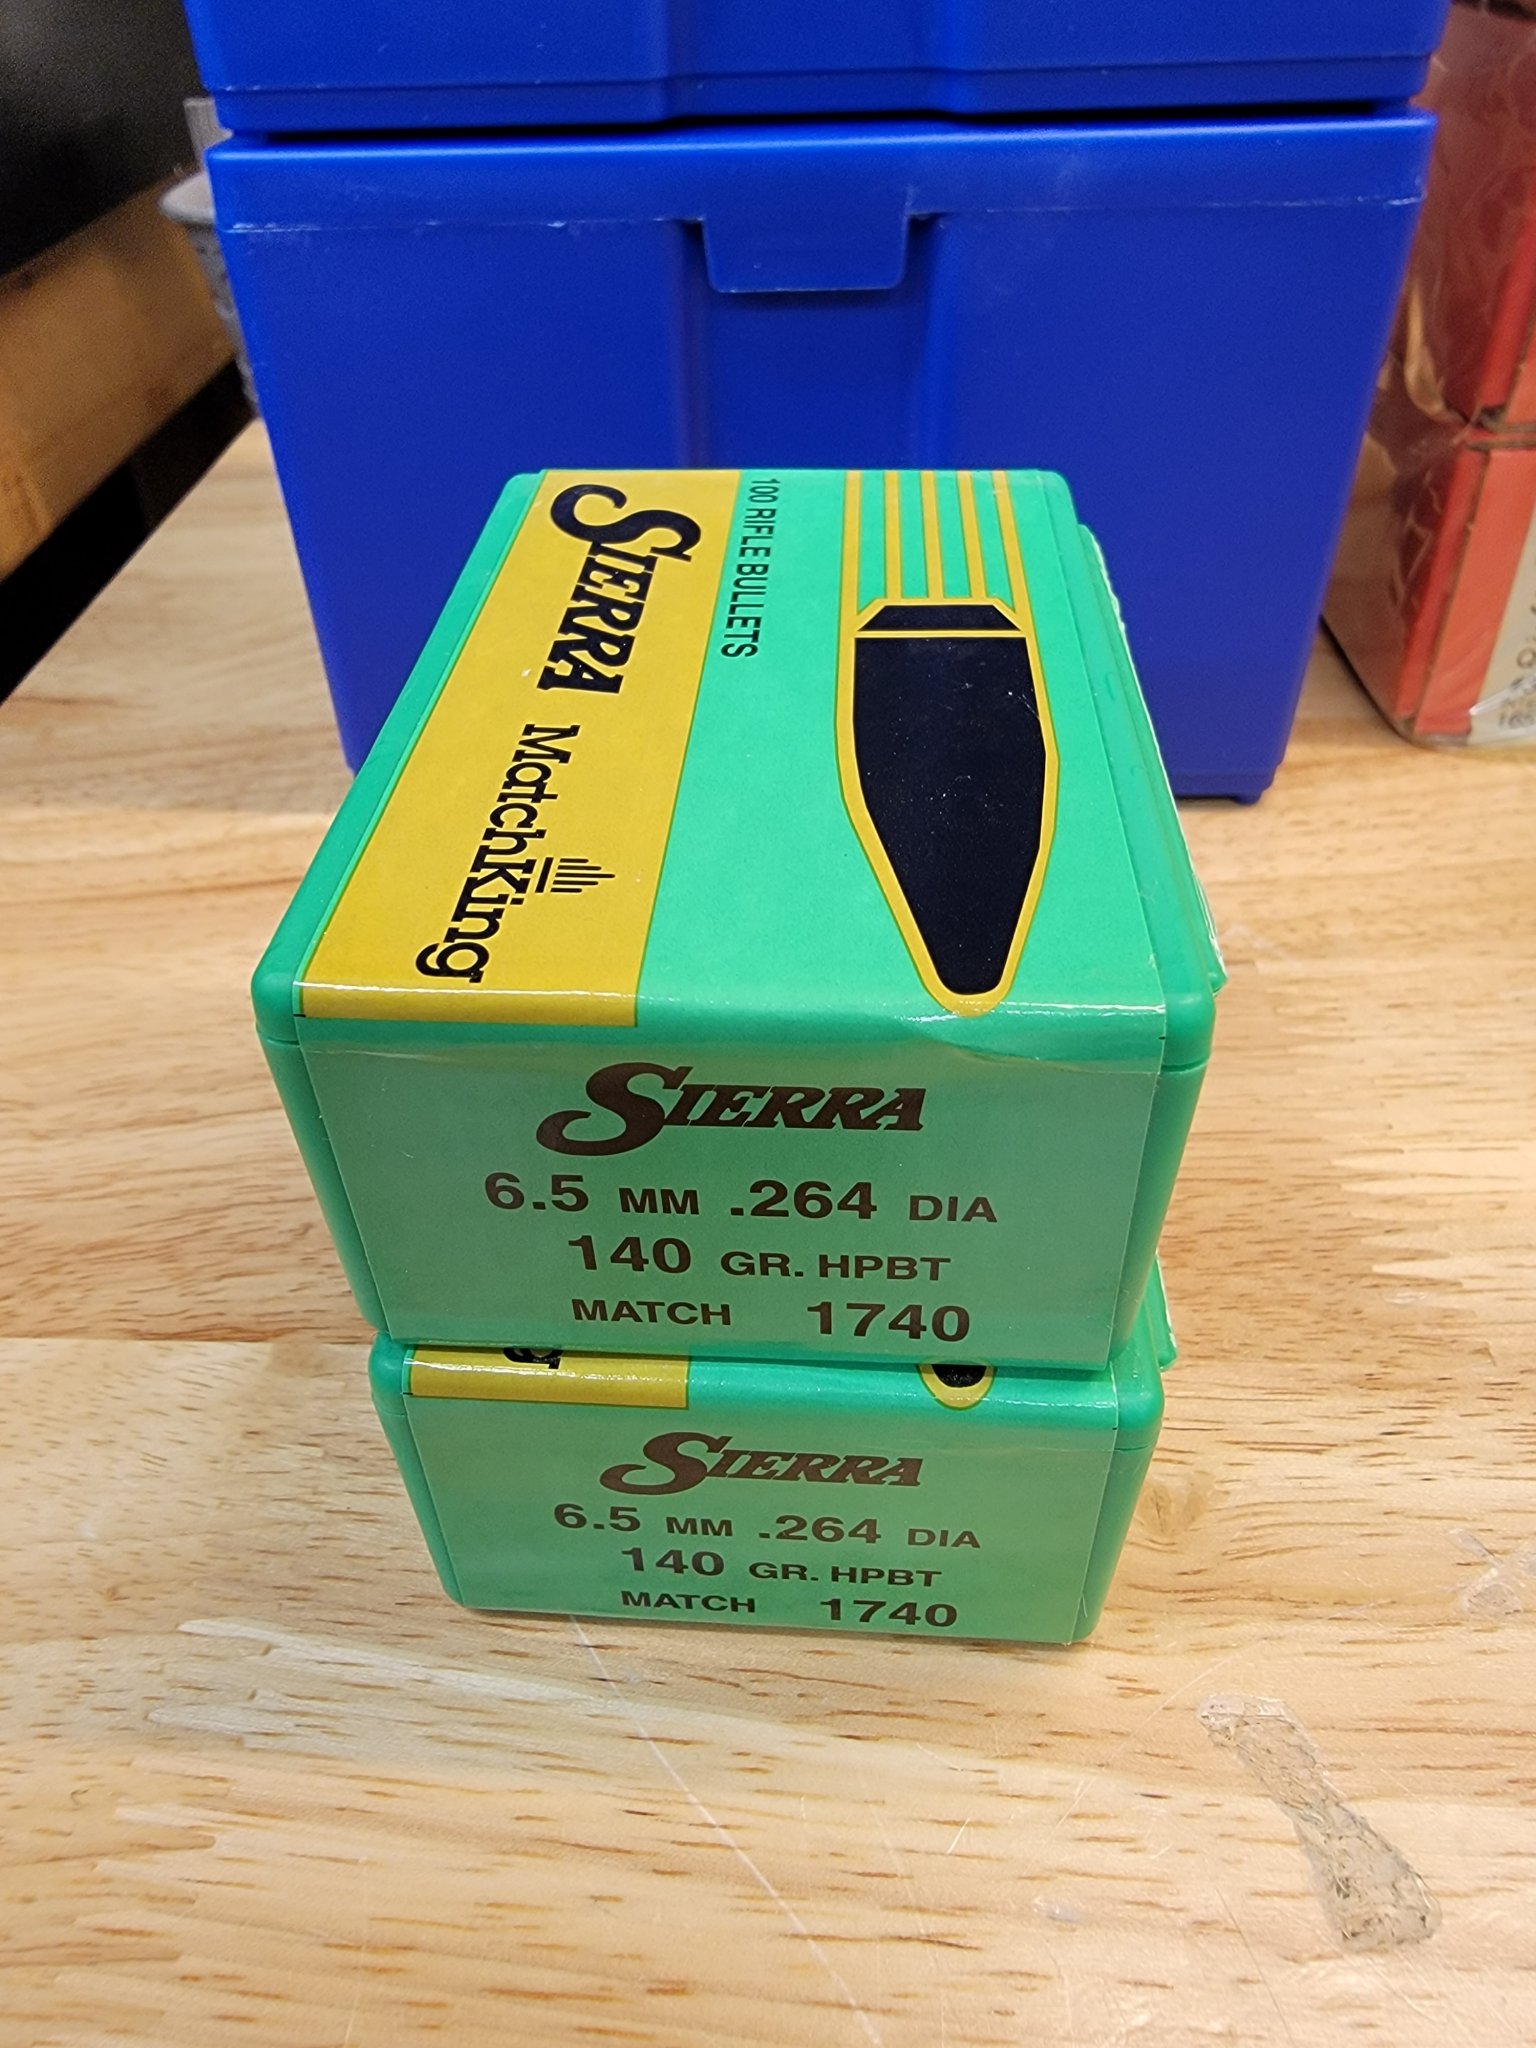 SIERRA MatchKing
100 RIFLE BULLETS
SIERRA
6.5 MM .264 DIA
140 GR. HPBT
MATCH 1740
SIERRA
6.5 MM .264 DIA
140 GR. HPBT
MATCH 1740